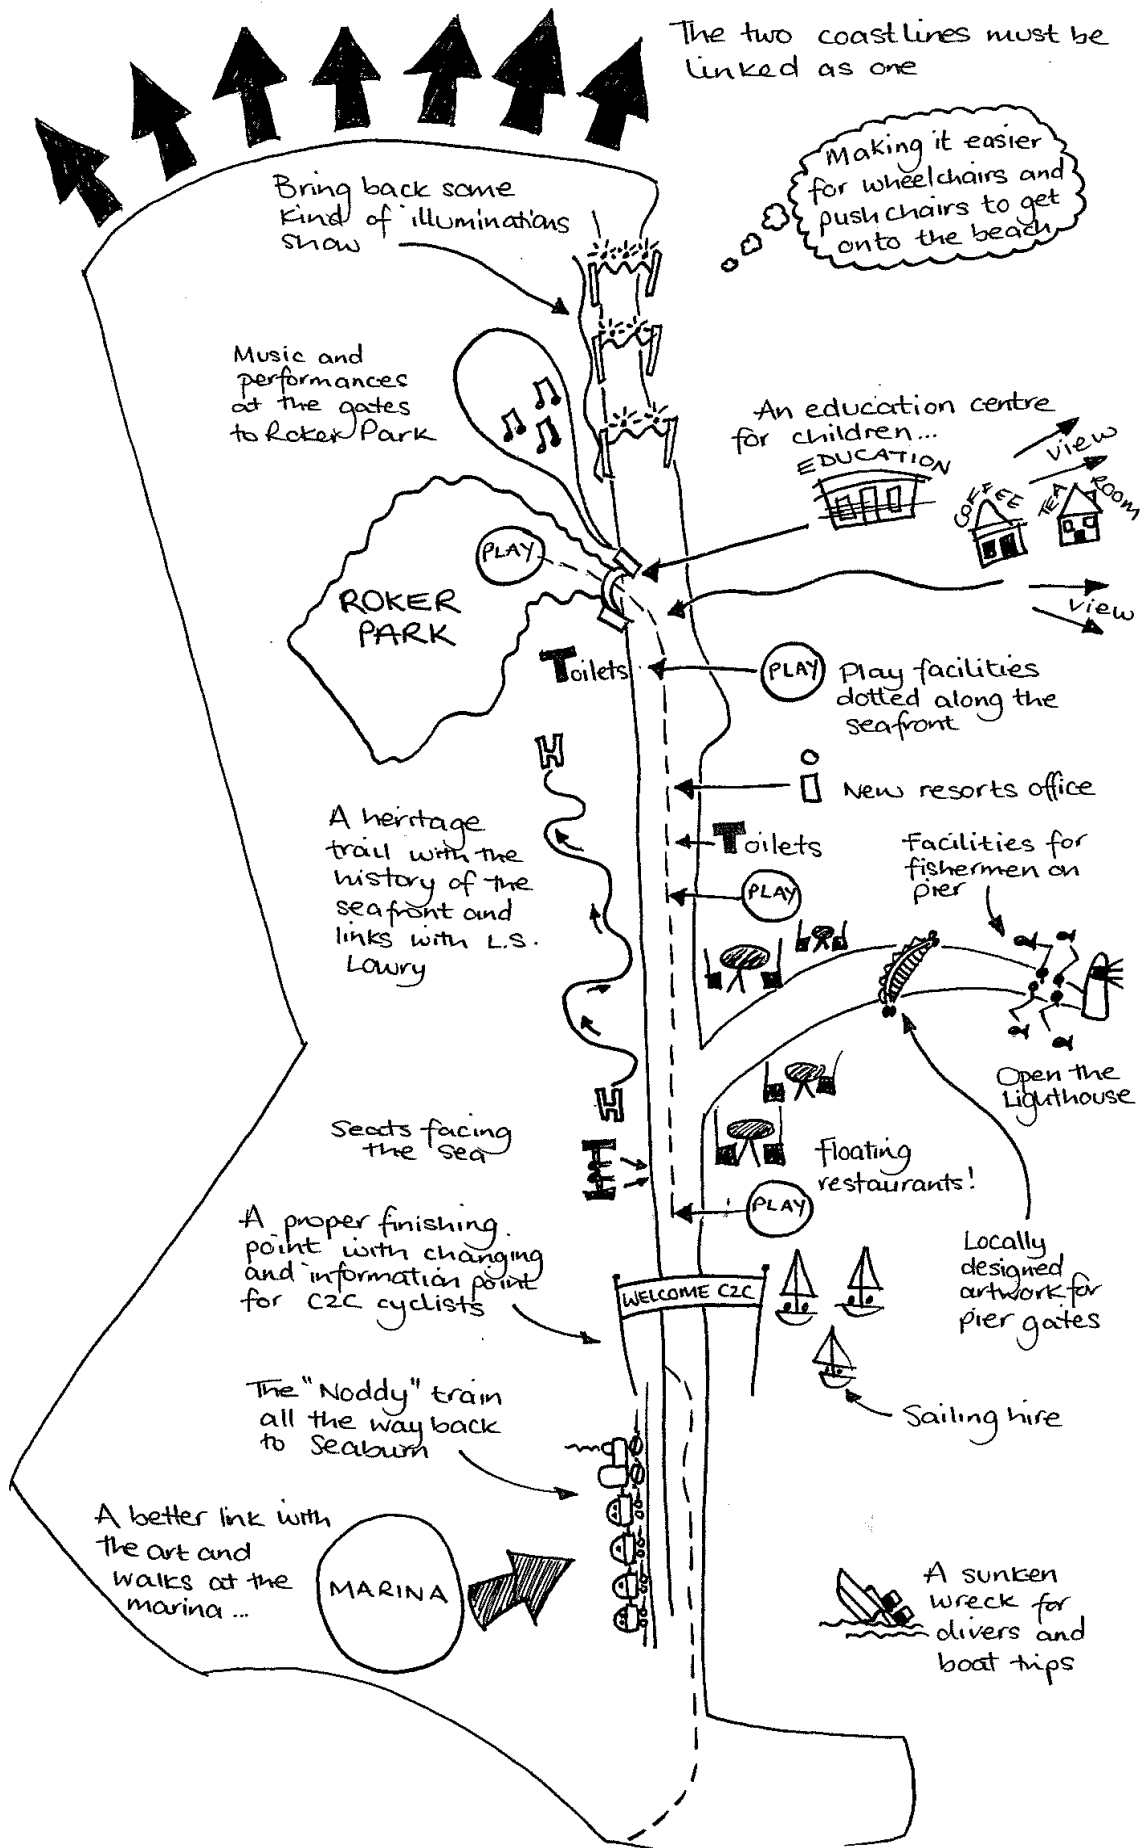 The two coastlines must be
linked as one
Making it easier
for wheelchairs and
pushchairs to get
onto the beach
Bring back some
kind of illuminations
show
Music and
performances
at the gates
to Roker Park
An education centre
for children...
EDUCATION
COFFEE
TEA ROOM
view
view
PLAY
ROKER
PARK
Toilets
PLAY
Play facilities
dotted along the
seafront
i
New resorts office
H
A heritage
trail with the
history of the
seafront and
links with L.S.
Lowry
H
Toilets
PLAY
Facilities for
fishermen on
pier
Open the
Lighthouse
Seats facing
the sea
Floating
restaurants!
PLAY
A proper finishing
point with changing
and information point
for C2C cyclists
WELCOME C2C
Locally
designed
artwork for
pier gates
Sailing hire
The "Noddy" train
all the way back
to Seaburn
A better link with
the art and
walks at the
marina...
MARINA
A sunken
wreck for
divers and
boat trips